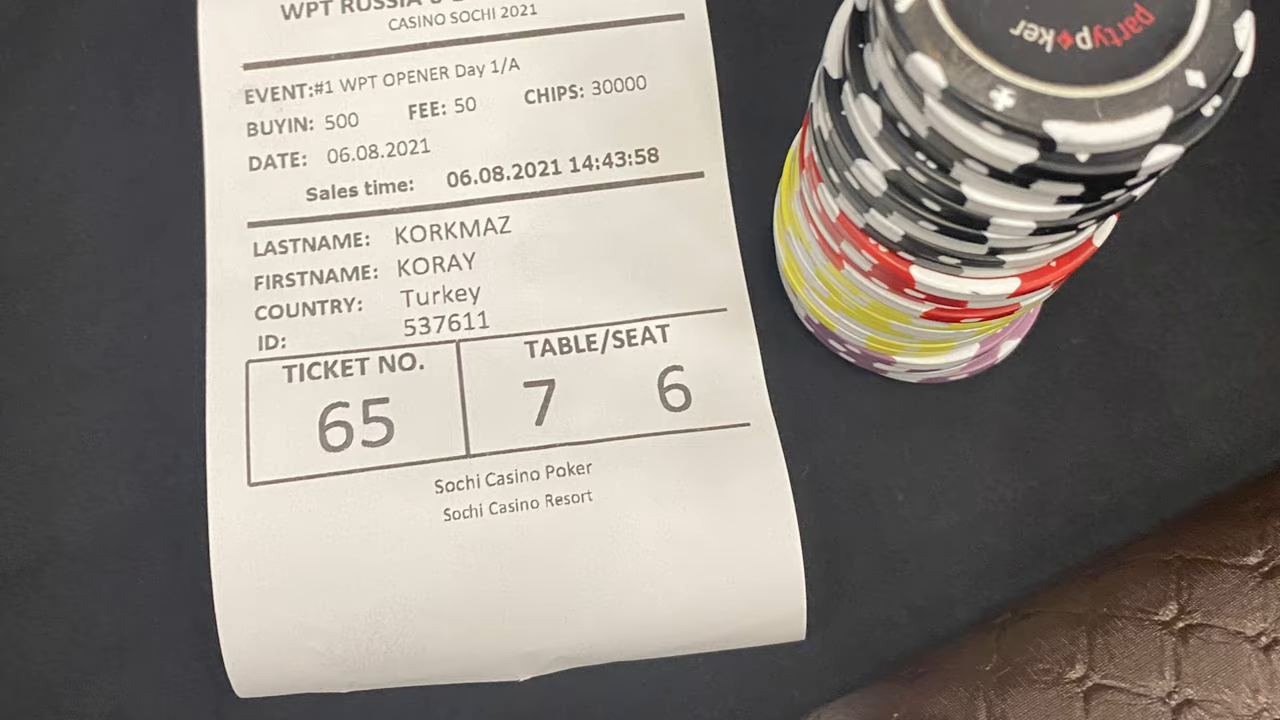 WPT RUSSIA
CASINO SOCHI 2021
EVENT:#1 WPT OPENER Day 1/A
BUYIN: 500 FEE: 50 CHIPS: 30000
DATE: 06.08.2021
Sales time: 06.08.2021 14:43:58
LASTNAME: KORKMAZ
FIRSTNAME: KORAY
COUNTRY: Turkey
ID: 537611
TICKET NO. TABLE/SEAT
65 7 6
Sochi Casino Poker
Sochi Casino Resort
partypoker